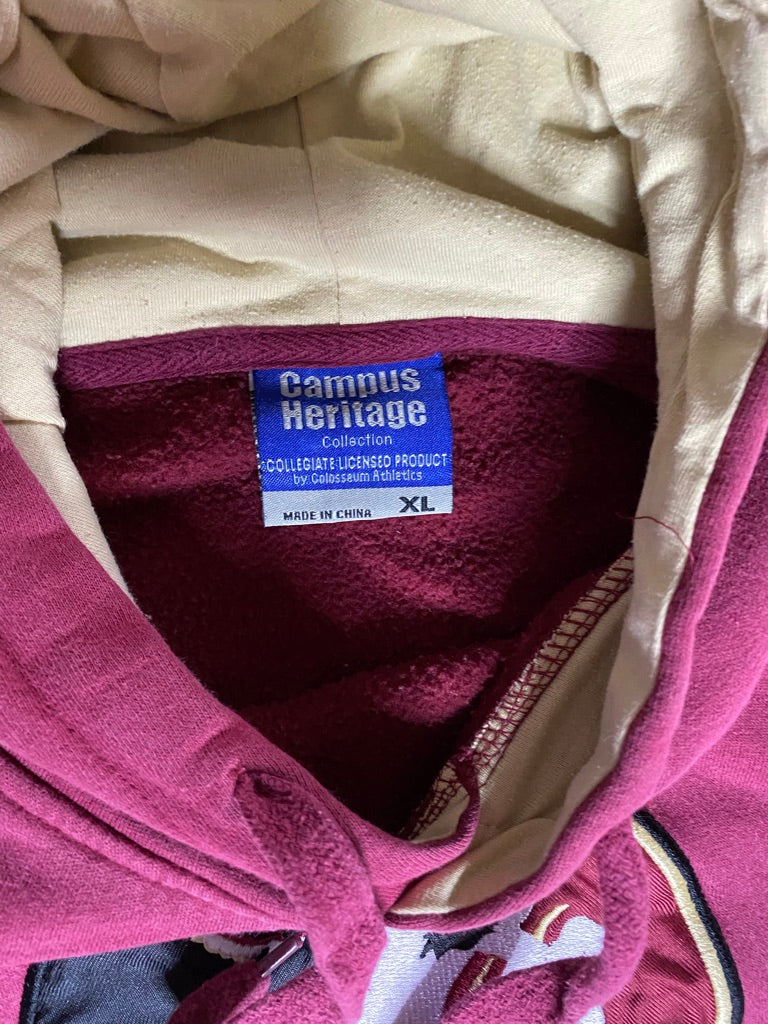 Campus
Heritage
Collection
COLLEGIATE LICENSED PRODUCT
by Colosseum Athletics
MADE IN CHINA XL